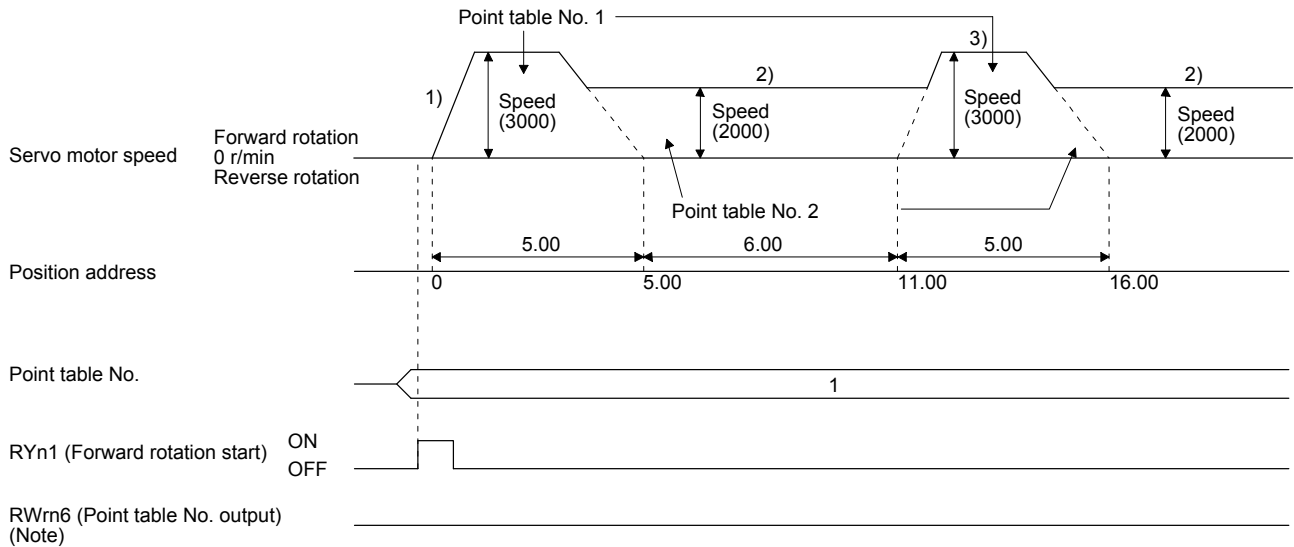 Point table No. 1
3)
1)
2)
2)
Speed
(3000)
Speed
(2000)
Speed
(3000)
Speed
(2000)
Servo motor speed
Forward rotation
0 r/min
Reverse rotation
Point table No. 2
5.00
6.00
5.00
Position address
0
5.00
11.00
16.00
Point table No.
1
RYn1 (Forward rotation start)
ON
OFF
RWrn6 (Point table No. output)
(Note)